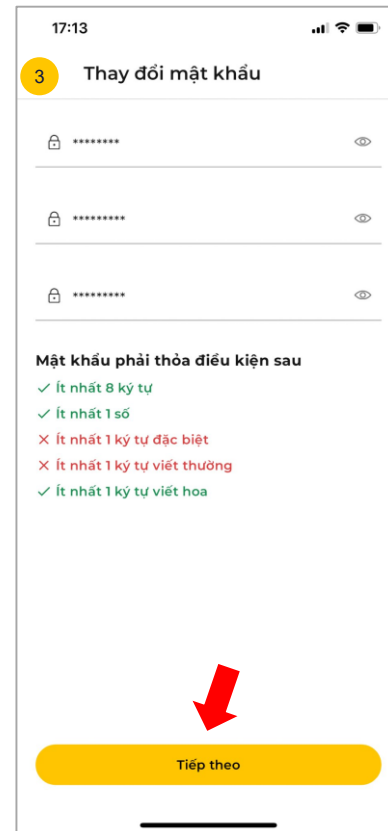 17:13
3 Thay đổi mật khẩu
********
*********
*********
Mật khẩu phải thỏa điều kiện sau
✓ Ít nhất 8 ký tự
✓ Ít nhất 1 số
✕ Ít nhất 1 ký tự đặc biệt
✕ Ít nhất 1 ký tự viết thường
✓ Ít nhất 1 ký tự viết hoa
Tiếp theo